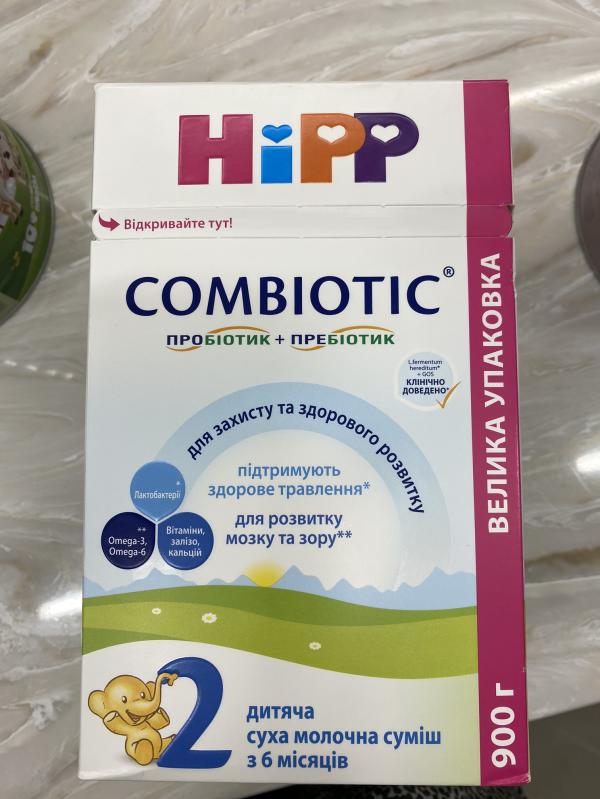 HiPP
Відкривайте тут!
COMBIOTIC®
ПРОБІОТИК + ПРЕБІОТИК
L.fermentum
hereditum*
+ GOS
КЛІНІЧНО
ДОВЕДЕНО*
для захисту та здорового розвитку
підтримують
здорове травлення*
для розвитку
мозку та зору**
*
Лактобактерії
**
Omega-3,
Omega-6
Вітаміни,
залізо,
кальцій
2
дитяча
суха молочна суміш
з 6 місяців
ВЕЛИКА УПАКОВКА
900 г